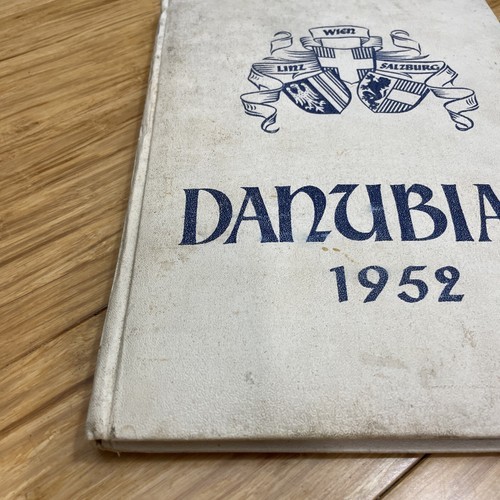 WIEN
LINZ SALZBURG
DANUBIA
1952